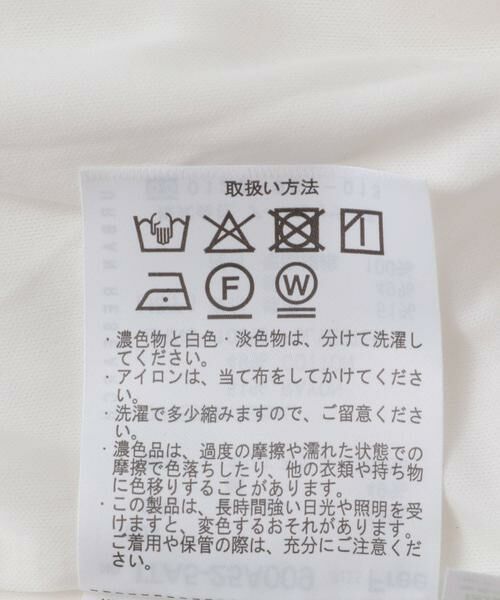 取扱い方法
F W
・濃色物と白色・淡色物は、分けて洗濯し
てください。
・アイロンは、当て布をしてかけてくださ
い。
・洗濯で多少縮みますので、ご留意くださ
い。
・濃色品は、過度の摩擦や濡れた状態での
摩擦で色落ちしたり、他の衣類や持ち物
に色移りすることがあります。
・この製品は、長時間強い日光や照明を受
けますと、変色するおそれがあります。
ご着用や保管の際は、充分にご注意くだ
さい。